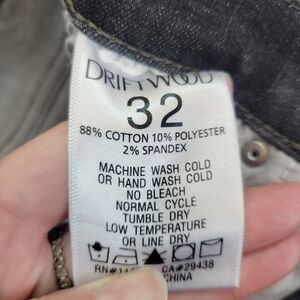 DRIFTWOOD
32
88% COTTON 10% POLYESTER
2% SPANDEX
MACHINE WASH COLD
OR HAND WASH COLD
NO BLEACH
NORMAL CYCLE
TUMBLE DRY
LOW TEMPERATURE
OR LINE DRY
CA#29438
CHINA